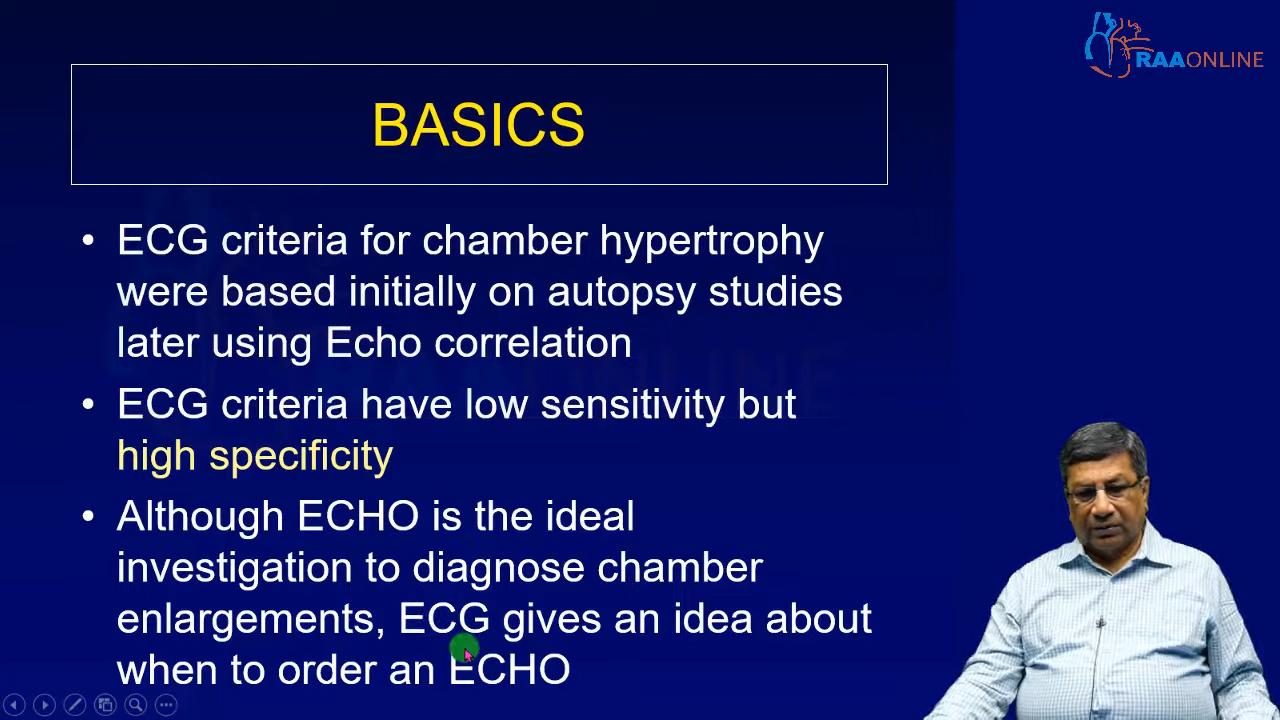 RAAONLINE
BASICS
• ECG criteria for chamber hypertrophy
were based initially on autopsy studies
later using Echo correlation
• ECG criteria have low sensitivity but
high specificity
• Although ECHO is the ideal
investigation to diagnose chamber
enlargements, ECG gives an idea about
when to order an ECHO